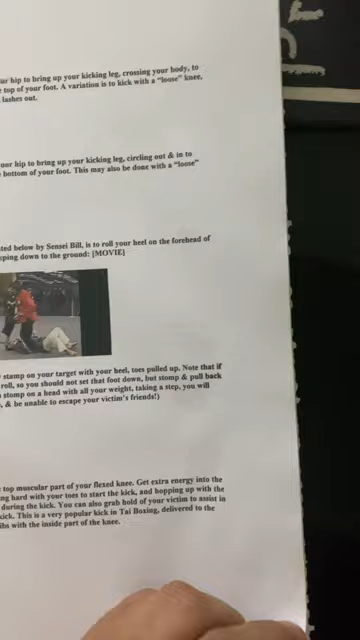 ur hip to bring up your kicking leg, crossing your body, to
top of your foot. A variation is to kick with a “loose” knee,
lashes out.
hip to bring up your kicking leg, circling out & in to
bottom of your foot. This may also be done with a “loose”
ted below by Sensei Bill, is to roll your heel on the forehead of
ping down to the ground: [MOVIE]
stamp on your target with your heel, toes pulled up. Note that if
roll, so you should not set that foot down, but stomp & pull back
stomp on a head with all your weight, taking a step, you will
, & be unable to escape your victim's friends!)
top muscular part of your flexed knee. Get extra energy into the
ng hard with your toes to start the kick, and hopping up with the
during the kick. You can also grab hold of your victim to assist in
kick. This is a very popular kick in Tai Boxing, delivered to the
ibs with the inside part of the knee.